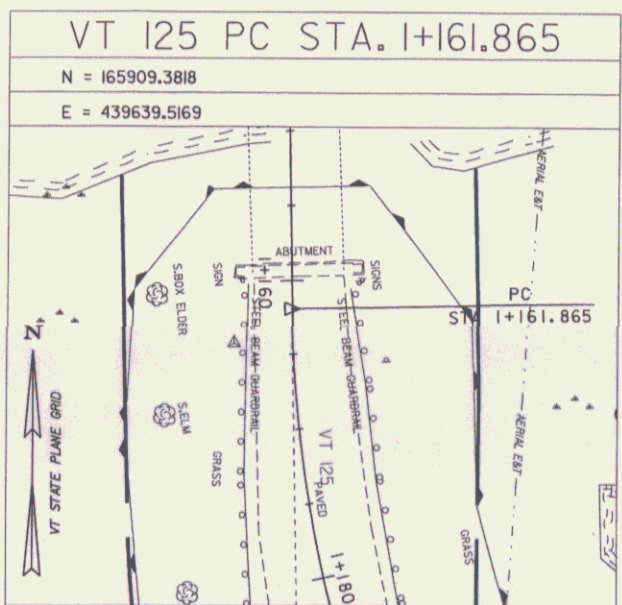 VT 125 PC STA. 1+161.865
N = 165909.3818
E = 439639.5169
AERIAL E&T
ABUTMENT
SIGN
SIGNS
S.BOX ELDER
1+160
PC
STA 1+161.865
STEEL BEAM GUARDRAIL
STEEL BEAM GUARDRAIL
N
VT STATE PLANE GRID
S.ELM
GRASS
VT 125
PAVED
AERIAL E&T
GRASS
1+180